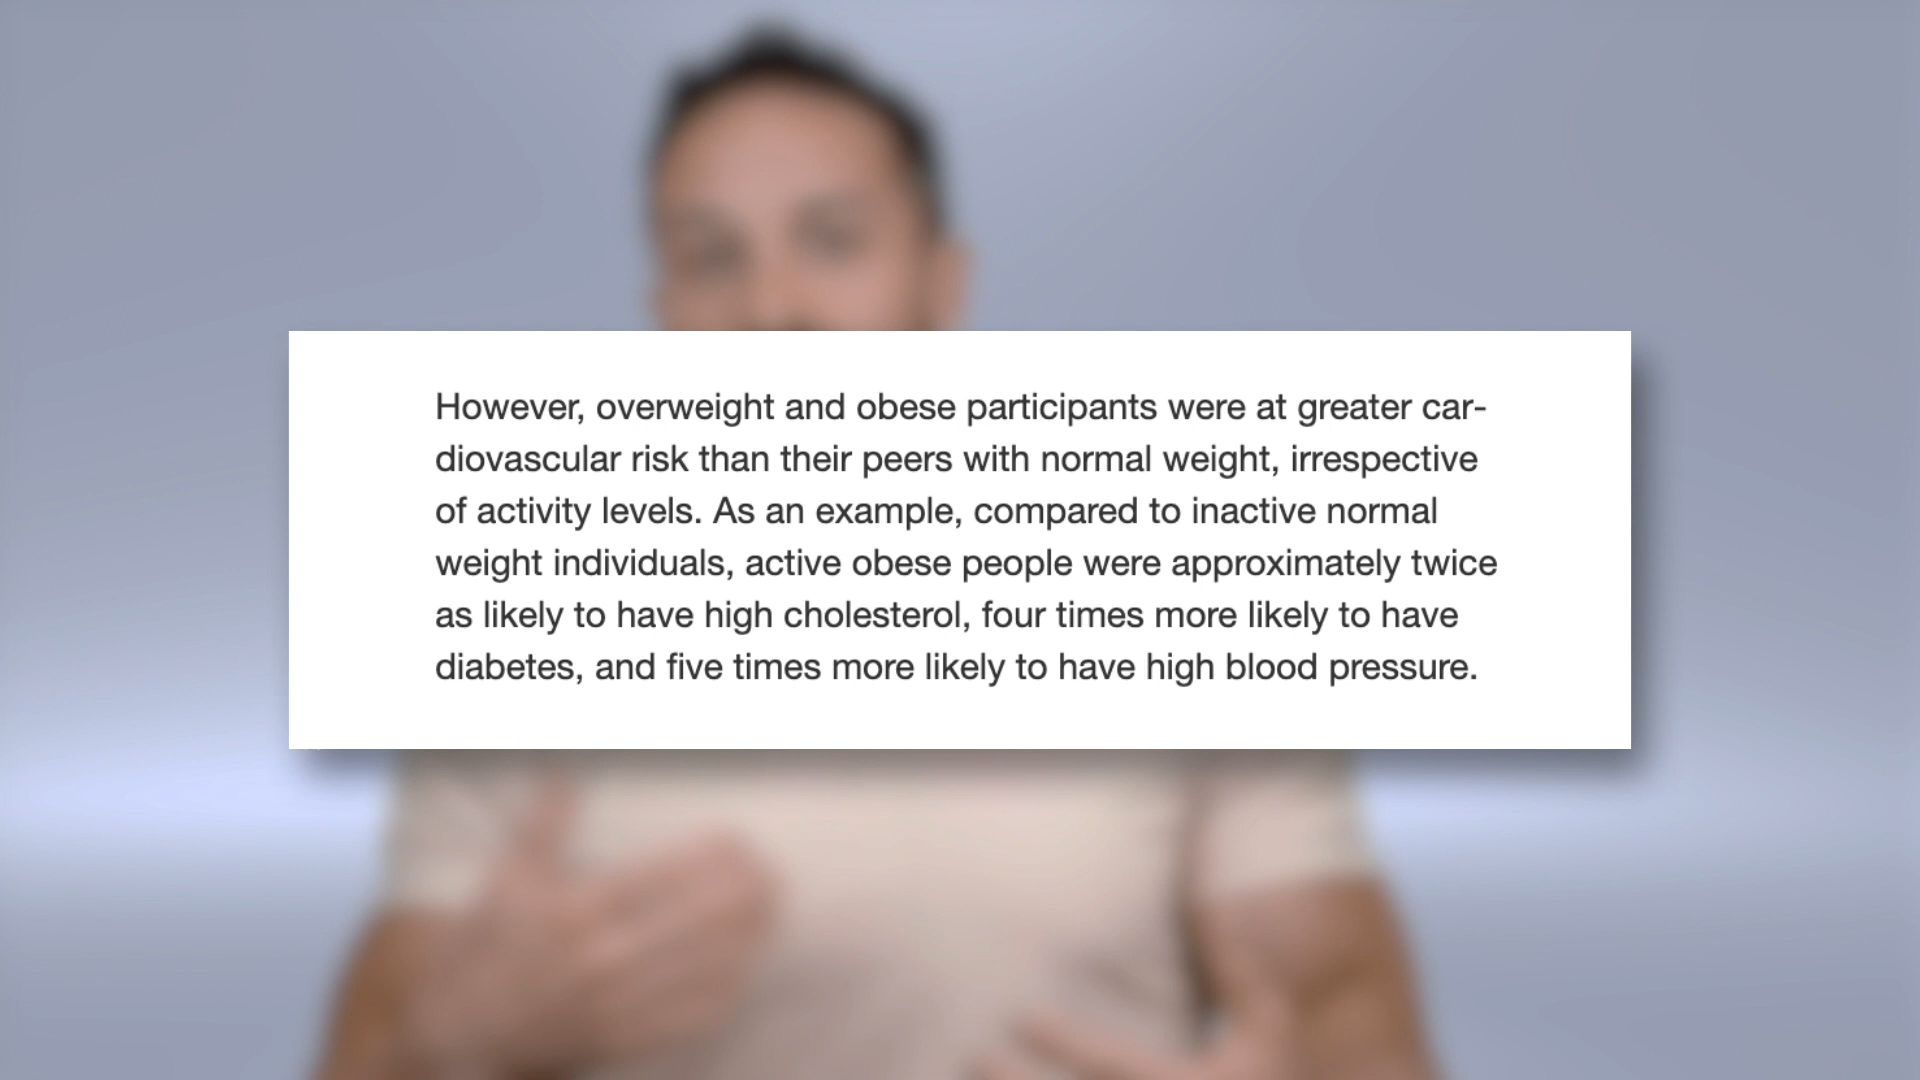 However, overweight and obese participants were at greater car-
diovascular risk than their peers with normal weight, irrespective
of activity levels. As an example, compared to inactive normal
weight individuals, active obese people were approximately twice
as likely to have high cholesterol, four times more likely to have
diabetes, and five times more likely to have high blood pressure.